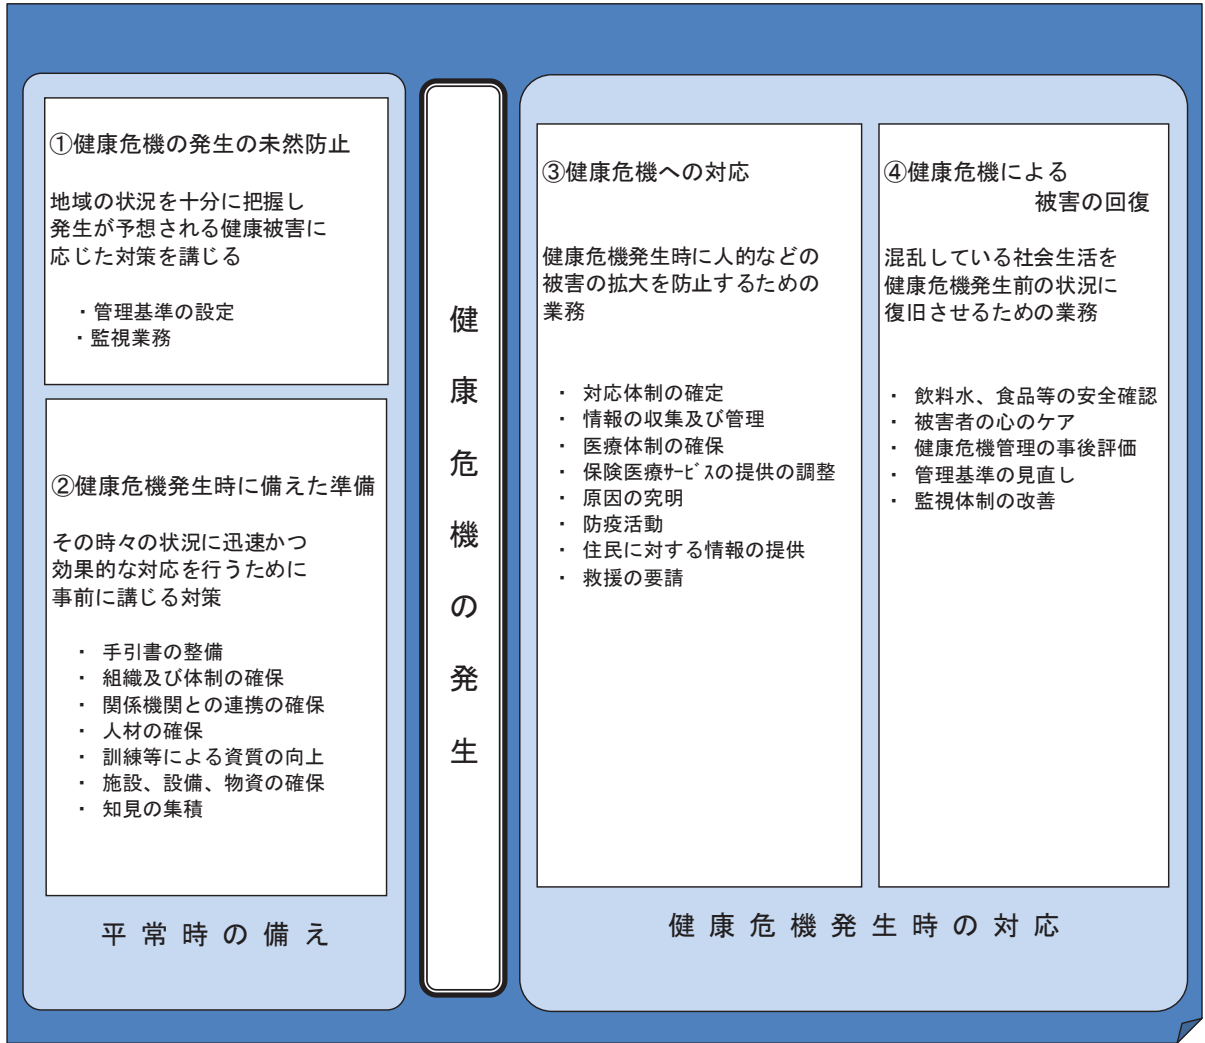 ①健康危機の発生の未然防止
地域の状況を十分に把握し
発生が予想される健康被害に
応じた対策を講じる
・管理基準の設定
・監視業務
②健康危機発生時に備えた準備
その時々の状況に迅速かつ
効果的な対応を行うために
事前に講じる対策
・ 手引書の整備
・ 組織及び体制の確保
・ 関係機関との連携の確保
・ 人材の確保
・ 訓練等による資質の向上
・ 施設、設備、物資の確保
・ 知見の集積
平常時の備え
健康危機の発生
③健康危機への対応
健康危機発生時に人的などの
被害の拡大を防止するための
業務
・ 対応体制の確定
・ 情報の収集及び管理
・ 医療体制の確保
・ 保険医療ｻｰﾋﾞｽの提供の調整
・ 原因の究明
・ 防疫活動
・ 住民に対する情報の提供
・ 救援の要請
④健康危機による
被害の回復
混乱している社会生活を
健康危機発生前の状況に
復旧させるための業務
・ 飲料水、食品等の安全確認
・ 被害者の心のケア
・ 健康危機管理の事後評価
・ 管理基準の見直し
・ 監視体制の改善
健康危機発生時の対応